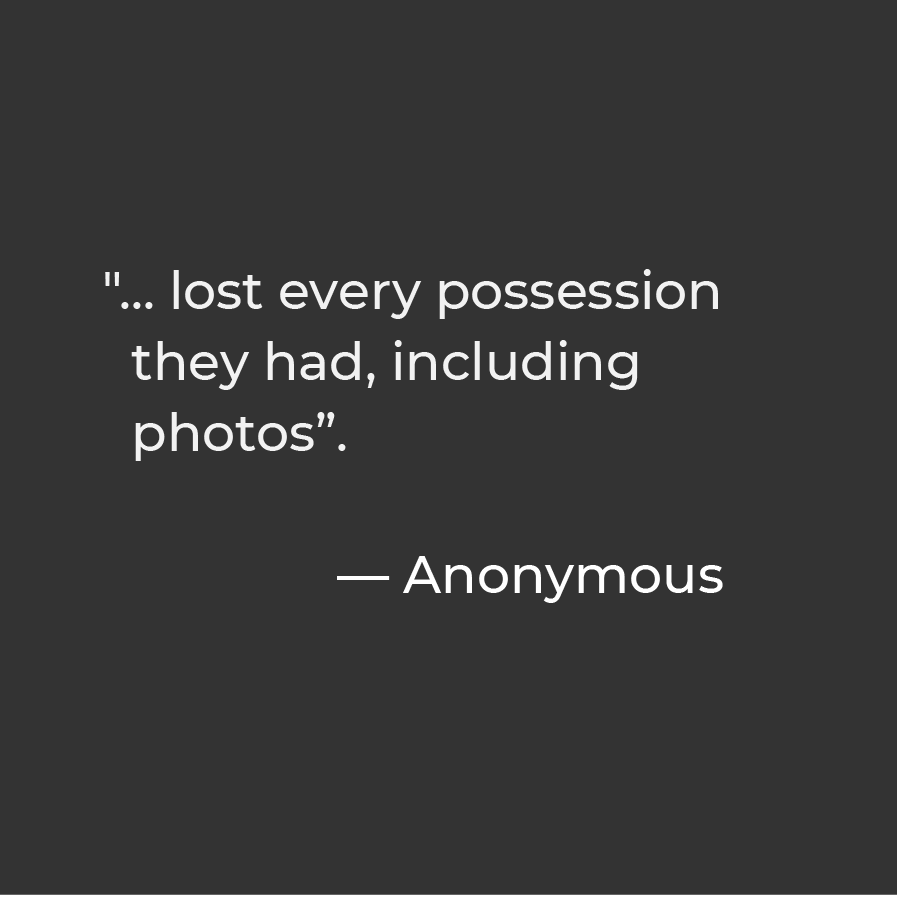 "... lost every possession
they had, including
photos”.
— Anonymous